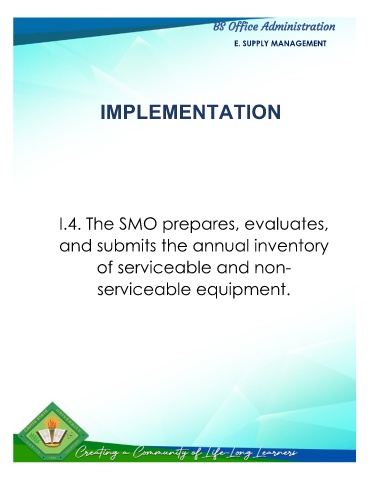 BS Office Administration
E. SUPPLY MANAGEMENT
IMPLEMENTATION
I.4. The SMO prepares, evaluates,
and submits the annual inventory
of serviceable and non-
serviceable equipment.
Creating a Community of Life-Long Learners